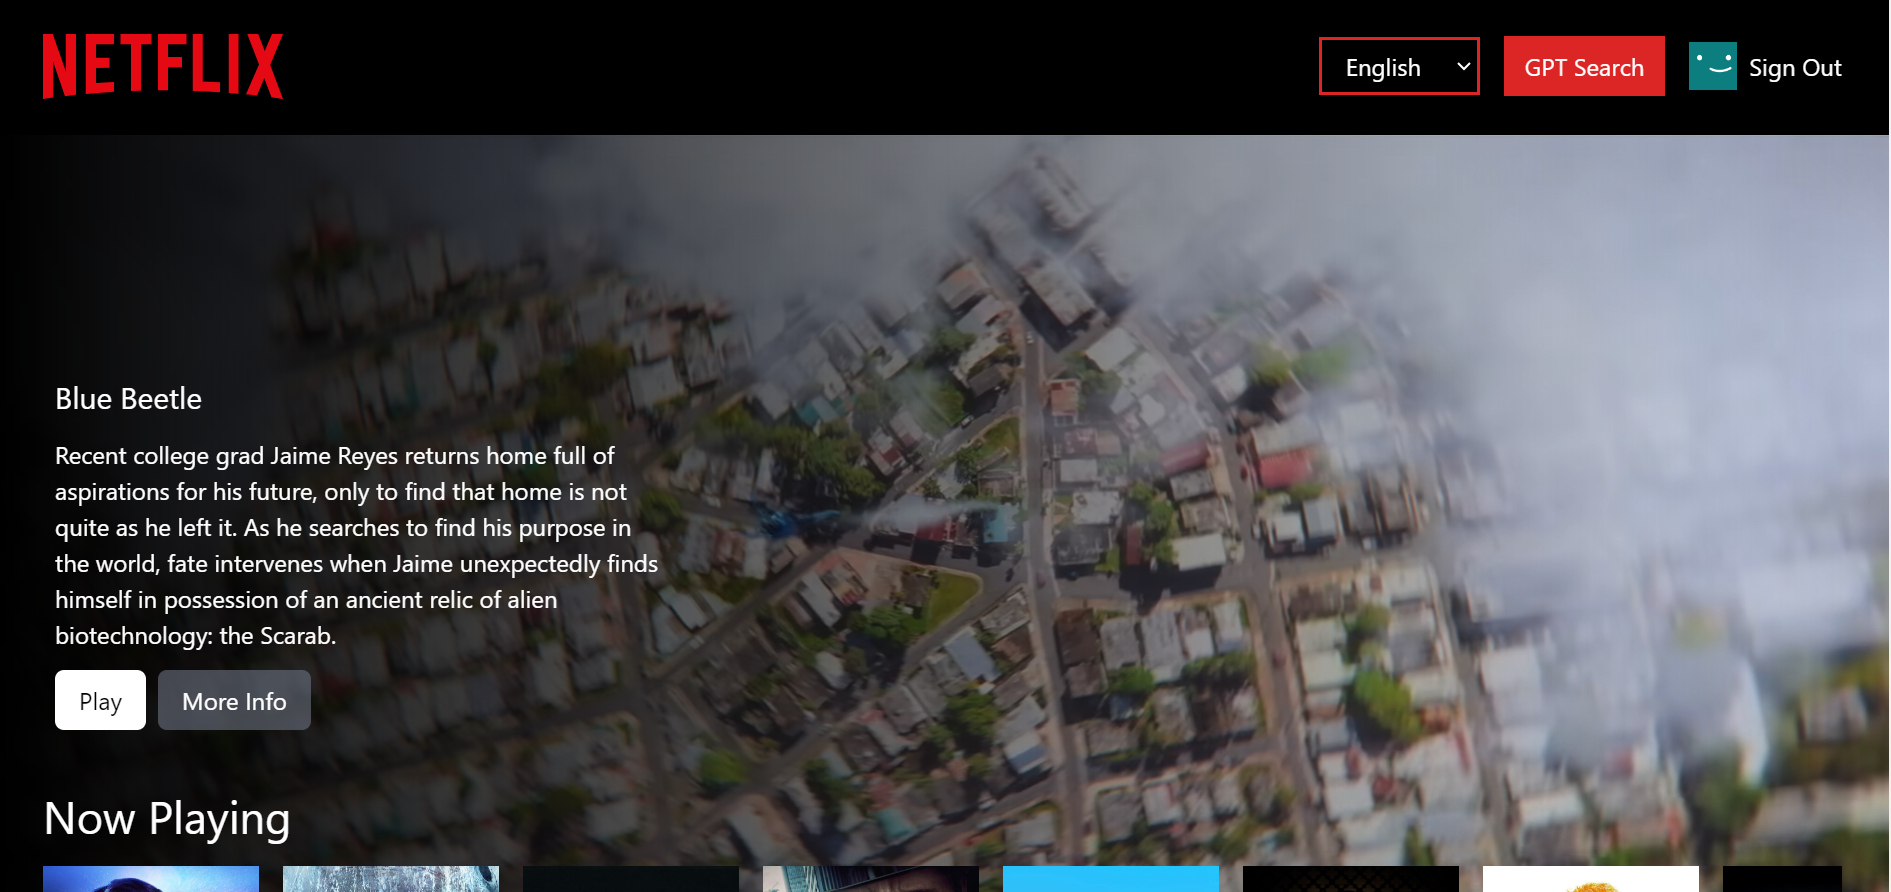 NETFLIX
English
GPT Search
Sign Out
Blue Beetle
Recent college grad Jaime Reyes returns home full of
aspirations for his future, only to find that home is not
quite as he left it. As he searches to find his purpose in
the world, fate intervenes when Jaime unexpectedly finds
himself in possession of an ancient relic of alien
biotechnology: the Scarab.
Play
More Info
Now Playing